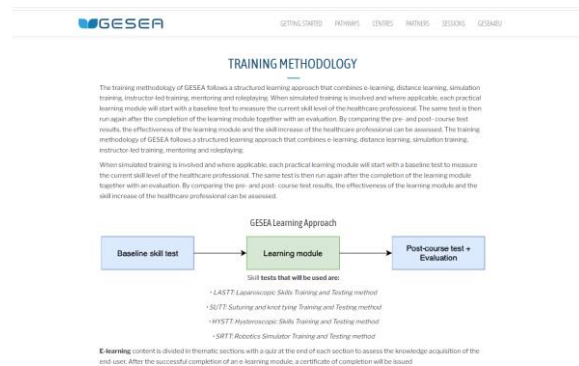 GESEA
GETTING STARTED PATHWAYS CENTRES PARTNERS SESSIONS GESEA4EU
TRAINING METHODOLOGY
The training methodology of GESEA follows a structured learning approach that combines e-learning, distance learning, simulation
training, instructor-led training, mentoring and roleplaying. When simulated training is involved and where applicable, each practical
learning module will start with a baseline test to measure the current skill level of the healthcare professional. The same test is then
run again after the completion of the learning module together with an evaluation. By comparing the pre- and post- course test
results, the effectiveness of the learning module and the skill increase of the healthcare professional can be assessed. The training
methodology of GESEA follows a structured learning approach that combines e-learning, distance learning, simulation training,
instructor-led training, mentoring and roleplaying.
When simulated training is involved and where applicable, each practical learning module will start with a baseline test to measure
the current skill level of the healthcare professional. The same test is then run again after the completion of the learning module
together with an evaluation. By comparing the pre- and post- course test results, the effectiveness of the learning module and the
skill increase of the healthcare professional can be assessed.
GESEA Learning Approach
Baseline skill test
Learning module
Post-course test +
Evaluation
Skill tests that will be used are:
• LASTT: Laparoscopic Skills Training and Testing method
• SUTT: Suturing and knot tying Training and Testing method
• HYSTT: Hysteroscopic Skills Training and Testing method
• SRTT: Robotics Simulator Training and Testing method
E-learning content is divided in thematic sections with a quiz at the end of each section to assess the knowledge acquisition of the
end-user. After the successful completion of an e-learning module, a certificate of completion will be issued